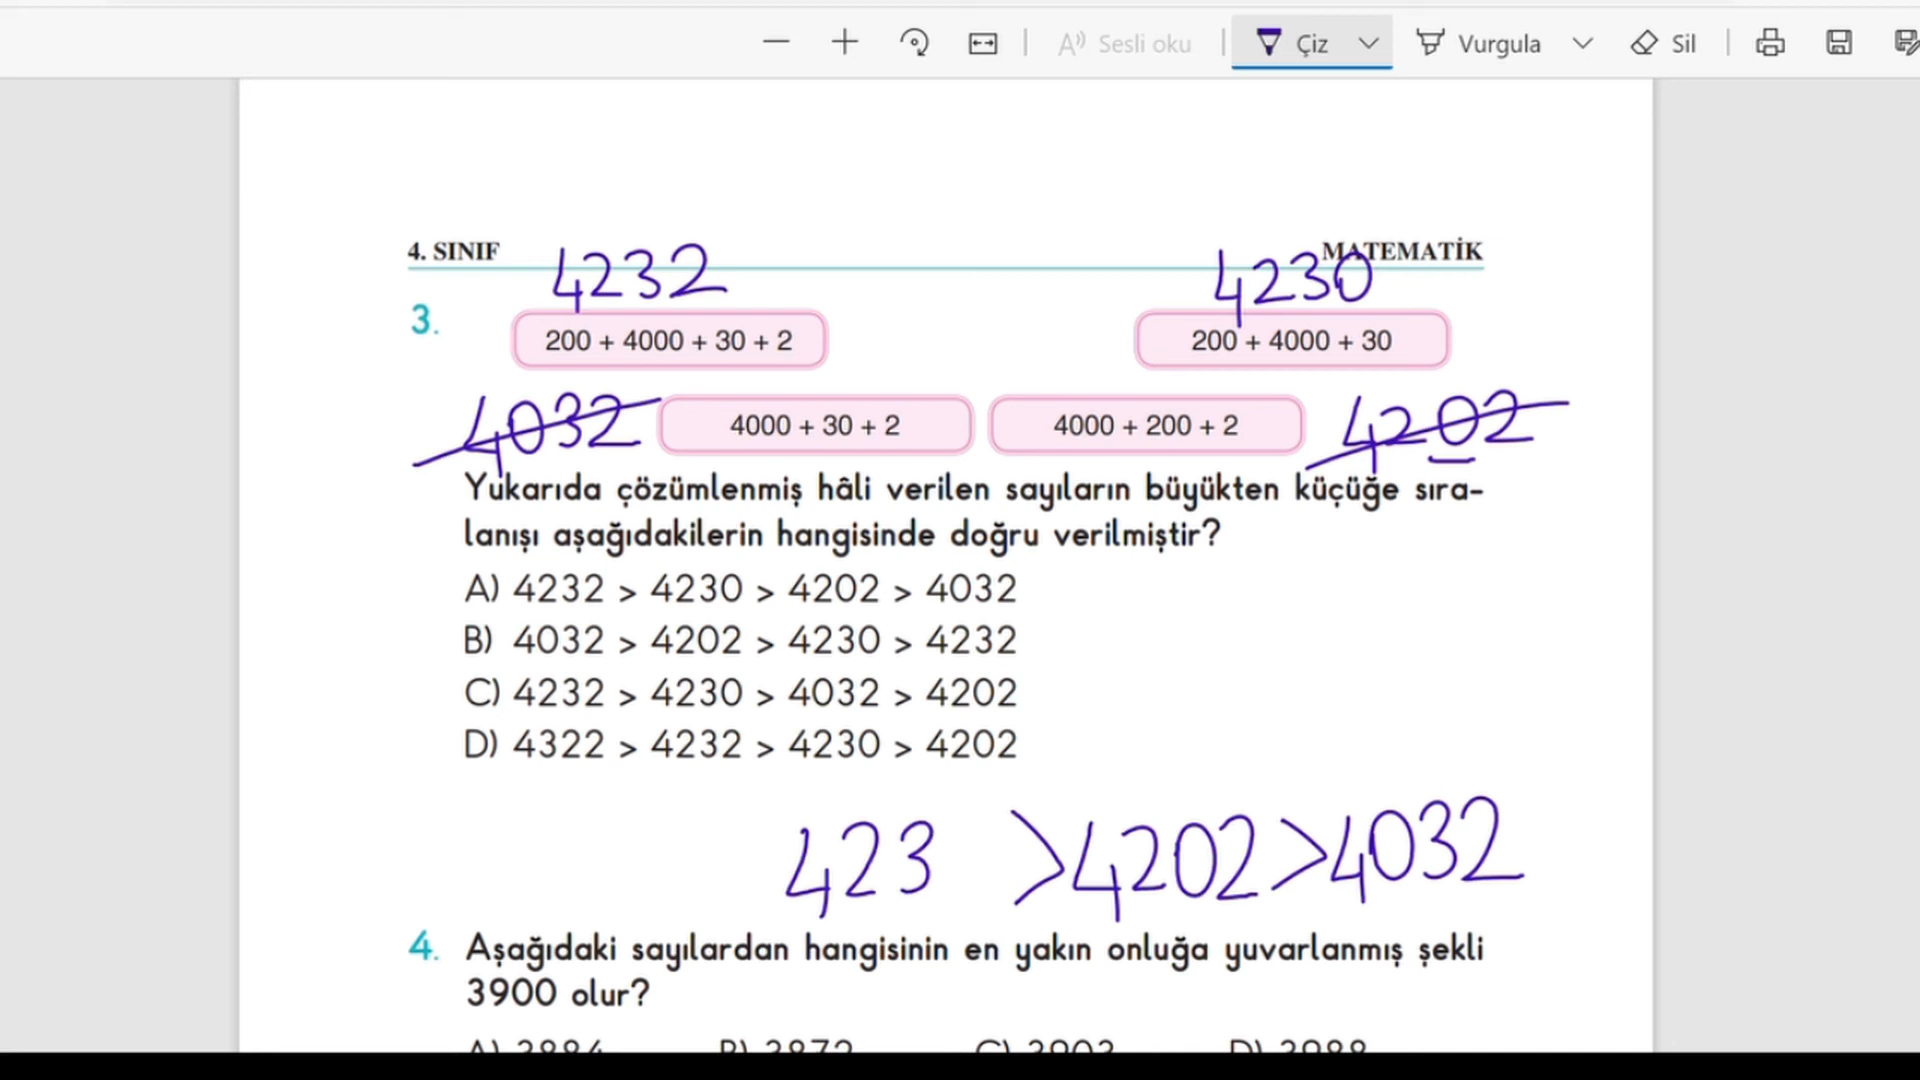 Sesli oku Çiz Vurgula Sil
4. SINIF 4232 4230 MATEMATİK
3.
200 + 4000 + 30 + 2 200 + 4000 + 30
4032 4000 + 30 + 2 4000 + 200 + 2 4202
Yukarıda çözümlenmiş hâli verilen sayıların büyükten küçüğe sıra-
lanışı aşağıdakilerin hangisinde doğru verilmiştir?
A) 4232 > 4230 > 4202 > 4032
B) 4032 > 4202 > 4230 > 4232
C) 4232 > 4230 > 4032 > 4202
D) 4322 > 4232 > 4230 > 4202
423 >4202>4032
4. Aşağıdaki sayılardan hangisinin en yakın onluğa yuvarlanmış şekli
3900 olur?